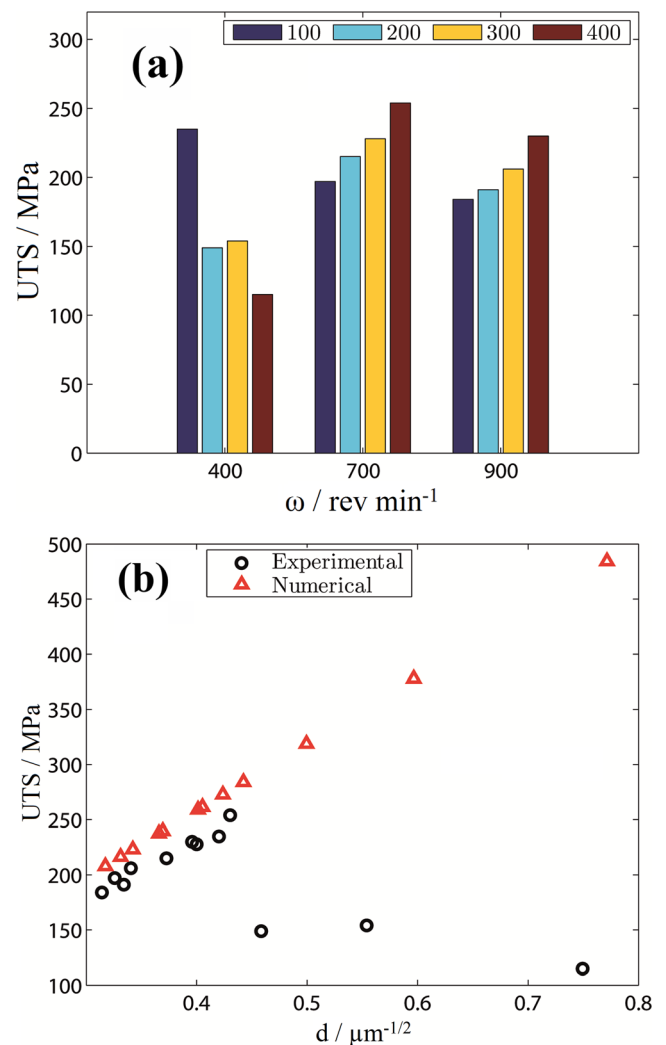 (a)
100 200 300 400
300
250
200
150
100
50
0
UTS / MPa
400 700 900
ω / rev min⁻¹
(b)
Experimental
Numerical
500
450
400
350
300
250
200
150
100
UTS / MPa
0.4 0.5 0.6 0.7 0.8
d / μm⁻¹/²